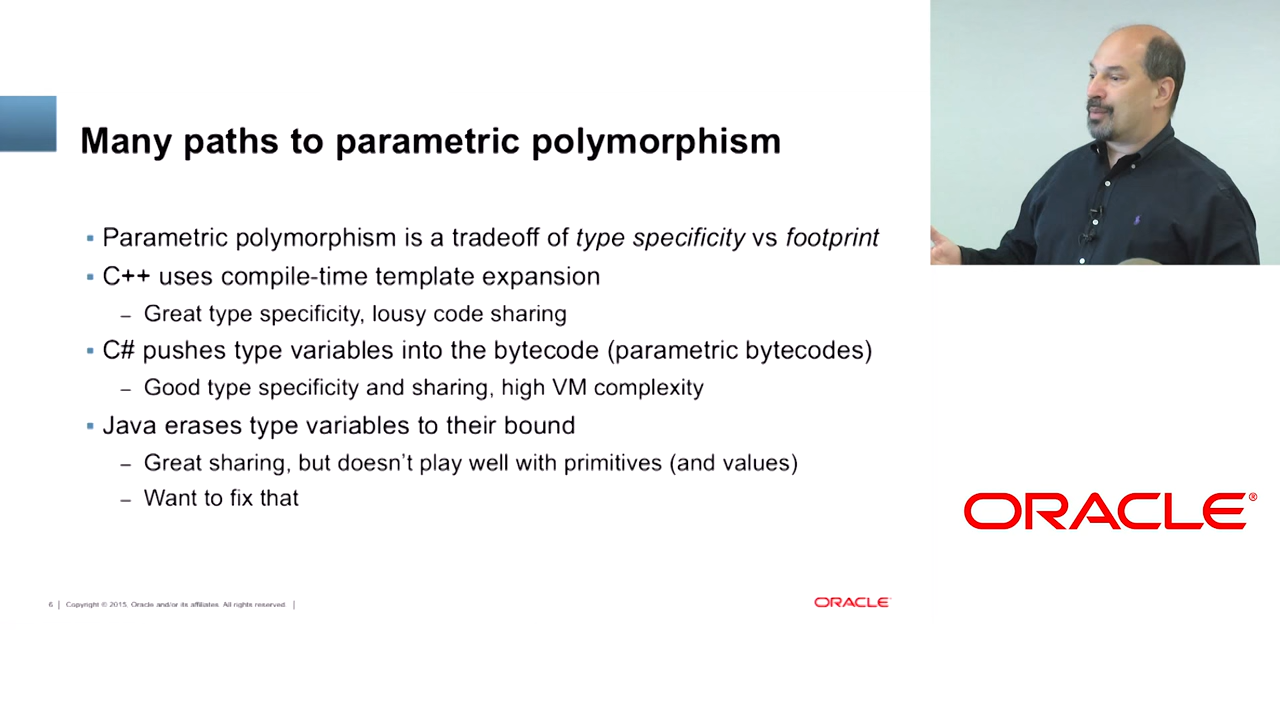 Many paths to parametric polymorphism
▪ Parametric polymorphism is a tradeoff of type specificity vs footprint
▪ C++ uses compile-time template expansion
– Great type specificity, lousy code sharing
▪ C# pushes type variables into the bytecode (parametric bytecodes)
– Good type specificity and sharing, high VM complexity
▪ Java erases type variables to their bound
– Great sharing, but doesn’t play well with primitives (and values)
– Want to fix that
ORACLE®
6 | Copyright © 2015, Oracle and/or its affiliates. All rights reserved. |
ORACLE